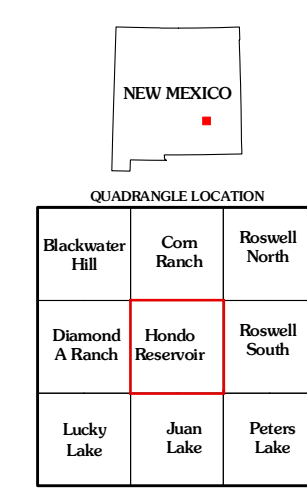 NEW MEXICO
QUADRANGLE LOCATION
Blackwater
Hill
Corn
Ranch
Roswell
North
Diamond
A Ranch
Hondo
Reservoir
Roswell
South
Lucky
Lake
Juan
Lake
Peters
Lake